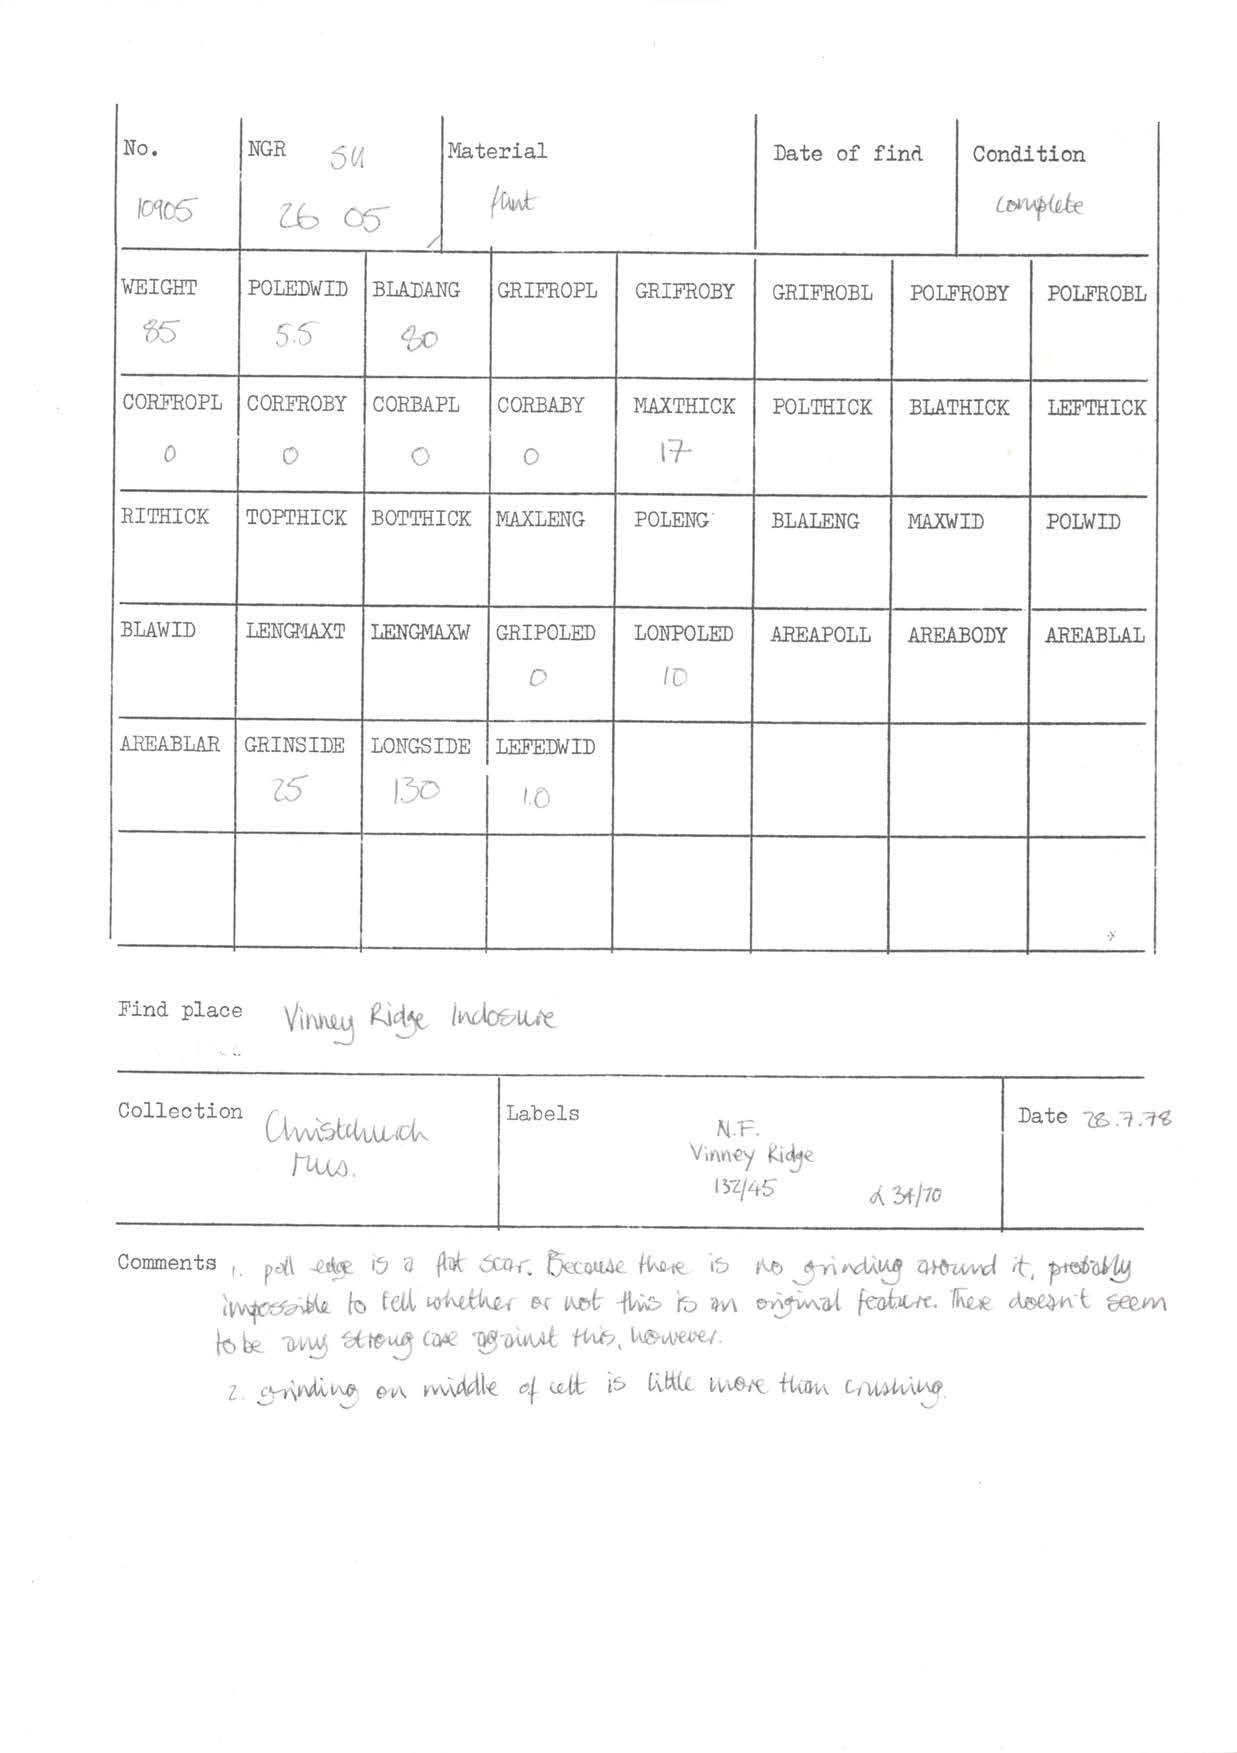 No. NGR SU Material Date of find Condition
10905 26 05 flint complete
WEIGHT POLEDWID BLADANG GRIFROPL GRIFROBY GRIFROBL POLFROBY POLFROBL
85 5.5 80
CORFROPL CORFROBY CORBAPL CORBABY MAXTHICK POLTHICK BLATHICK LEFTHICK
0 0 0 0 17
RITHICK TOPTHICK BOTTHICK MAXLENG POLENG BLALENG MAXWID POLWID
BLAWID LENGMAXT LENGMAXW GRIPOLED LONPOLED AREAPOLL AREABODY AREABLAL
0 10
AREABLAR GRINSIDE LONGSIDE LEFEDWID
25 130 1.0
Find place Vinney Ridge Inclosure
Collection Christchurch
Mus.
Labels
N.F.
Vinney Ridge
132/45
34/70
Date 28.7.78
Comments 1. poll edge is a flat scar. Because there is no grinding around it, probably
impossible to tell whether or not this is an original feature. There doesn't seem
to be any strong case against this, however.
2. grinding on middle of celt is little more than crushing.